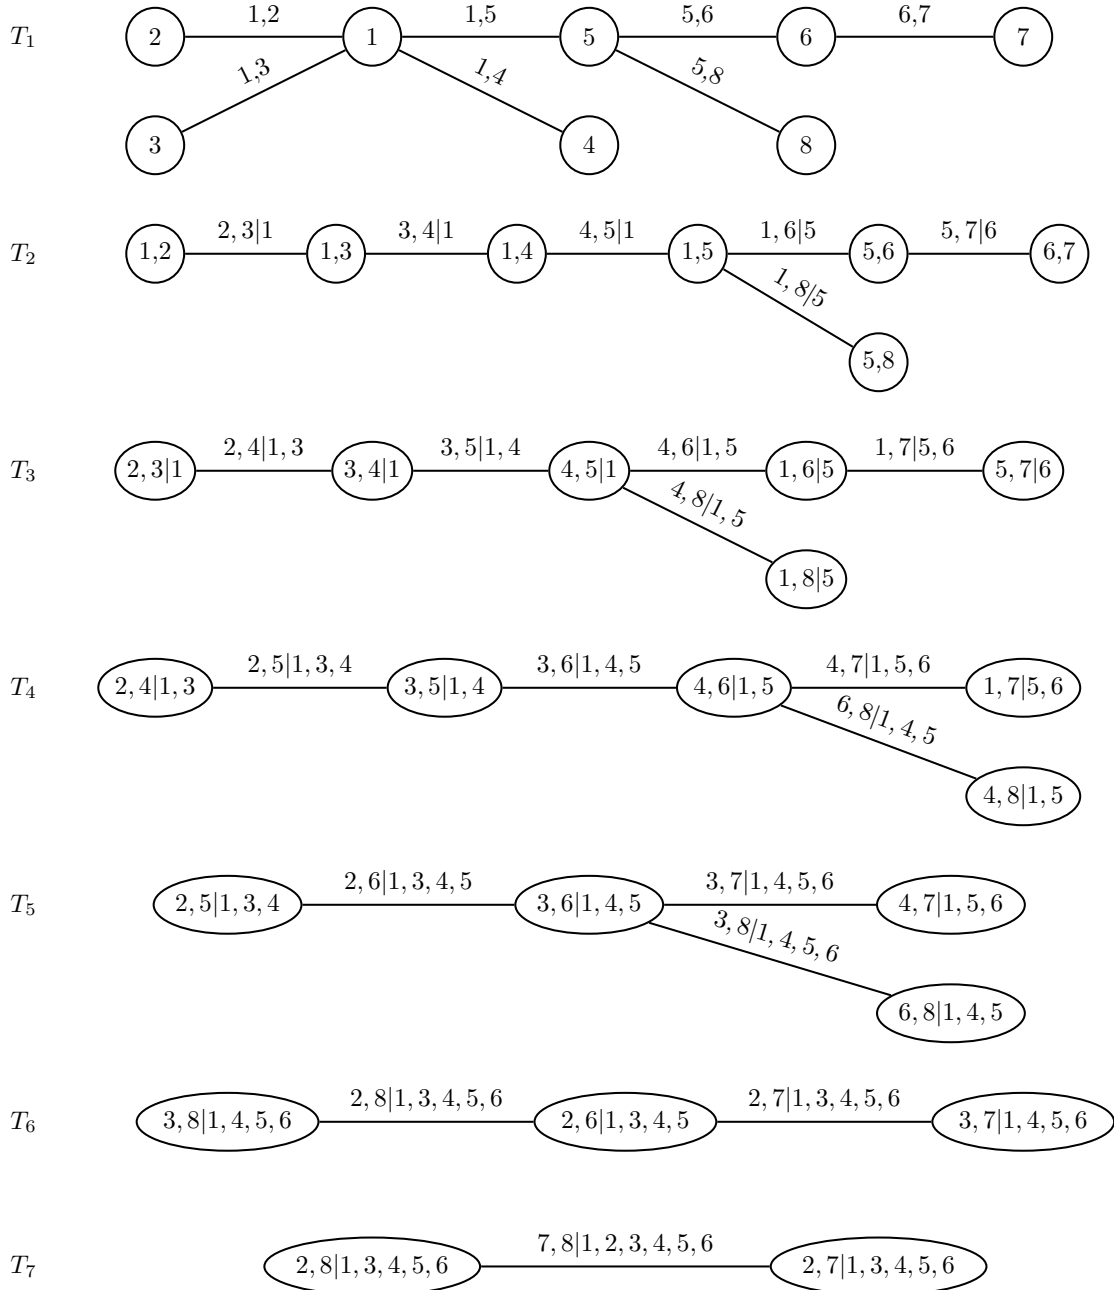 1,2 1,5 5,6 6,7
T1 2 1 5 6 7
1,3 1,4 5,8
3 4 8
2, 3|1 3, 4|1 4, 5|1 1, 6|5 5, 7|6
T2 1,2 1,3 1,4 1,5 5,6 6,7
1, 8|5
5,8
2, 4|1, 3 3, 5|1, 4 4, 6|1, 5 1, 7|5, 6
T3 2, 3|1 3, 4|1 4, 5|1 1, 6|5 5, 7|6
4, 8|1, 5
1, 8|5
2, 5|1, 3, 4 3, 6|1, 4, 5 4, 7|1, 5, 6
T4 2, 4|1, 3 3, 5|1, 4 4, 6|1, 5 1, 7|5, 6
6, 8|1, 4, 5
4, 8|1, 5
2, 6|1, 3, 4, 5 3, 7|1, 4, 5, 6
T5 2, 5|1, 3, 4 3, 6|1, 4, 5 4, 7|1, 5, 6
3, 8|1, 4, 5, 6
6, 8|1, 4, 5
2, 8|1, 3, 4, 5, 6 2, 7|1, 3, 4, 5, 6
T6 3, 8|1, 4, 5, 6 2, 6|1, 3, 4, 5 3, 7|1, 4, 5, 6
7, 8|1, 2, 3, 4, 5, 6
T7 2, 8|1, 3, 4, 5, 6 2, 7|1, 3, 4, 5, 6